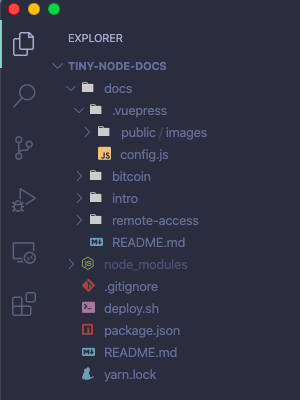 EXPLORER
TINY-NODE-DOCS
docs
.vuepress
public / images
JS config.js
bitcoin
intro
remote-access
README.md
node_modules
.gitignore
deploy.sh
package.json
README.md
yarn.lock